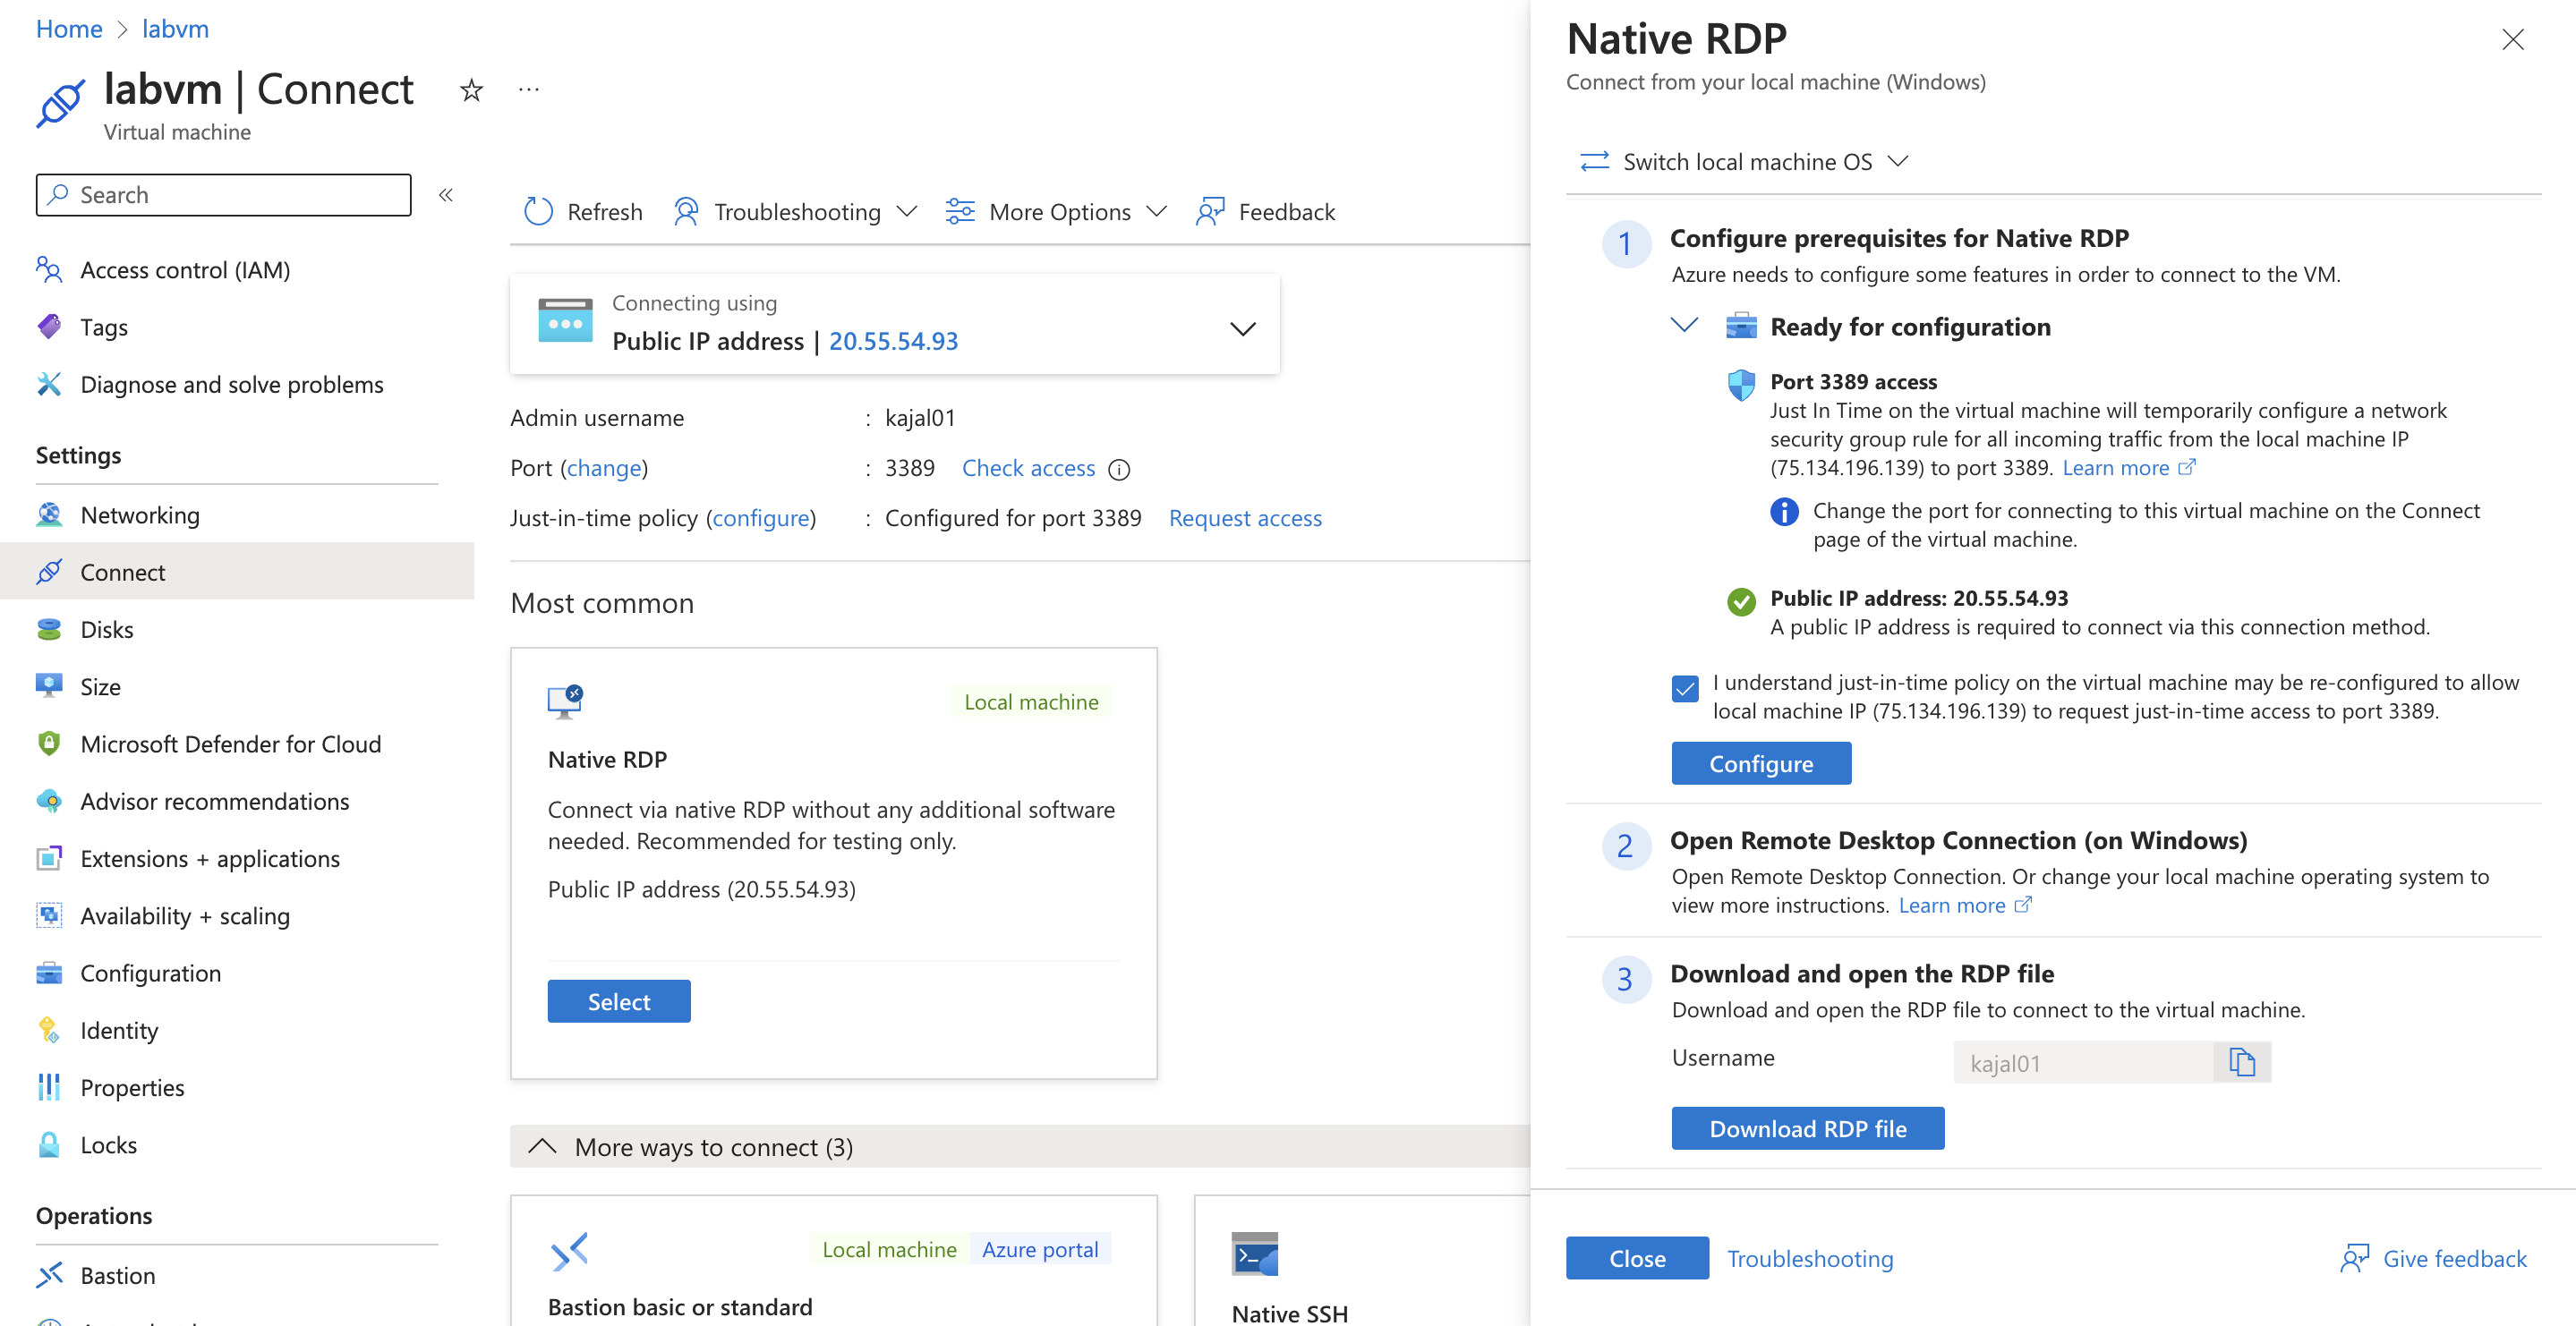 Home > labvm
labvm | Connect
Virtual machine
Search
Access control (IAM)
Tags
Diagnose and solve problems
Settings
Networking
Connect
Disks
Size
Microsoft Defender for Cloud
Advisor recommendations
Extensions + applications
Availability + scaling
Configuration
Identity
Properties
Locks
Operations
Bastion
Refresh
Troubleshooting
More Options
Feedback
Connecting using
Public IP address | 20.55.54.93
Admin username : kajal01
Port (change) : 3389 Check access
Just-in-time policy (configure) : Configured for port 3389 Request access
Most common
Local machine
Native RDP
Connect via native RDP without any additional software
needed. Recommended for testing only.
Public IP address (20.55.54.93)
Select
More ways to connect (3)
Local machine
Azure portal
Bastion basic or standard
Native SSH
Native RDP
Connect from your local machine (Windows)
Switch local machine OS
1 Configure prerequisites for Native RDP
Azure needs to configure some features in order to connect to the VM.
Ready for configuration
Port 3389 access
Just In Time on the virtual machine will temporarily configure a network
security group rule for all incoming traffic from the local machine IP
(75.134.196.139) to port 3389. Learn more
Change the port for connecting to this virtual machine on the Connect
page of the virtual machine.
Public IP address: 20.55.54.93
A public IP address is required to connect via this connection method.
I understand just-in-time policy on the virtual machine may be re-configured to allow
local machine IP (75.134.196.139) to request just-in-time access to port 3389.
Configure
2 Open Remote Desktop Connection (on Windows)
Open Remote Desktop Connection. Or change your local machine operating system to
view more instructions. Learn more
3 Download and open the RDP file
Download and open the RDP file to connect to the virtual machine.
Username
kajal01
Download RDP file
Close
Troubleshooting
Give feedback